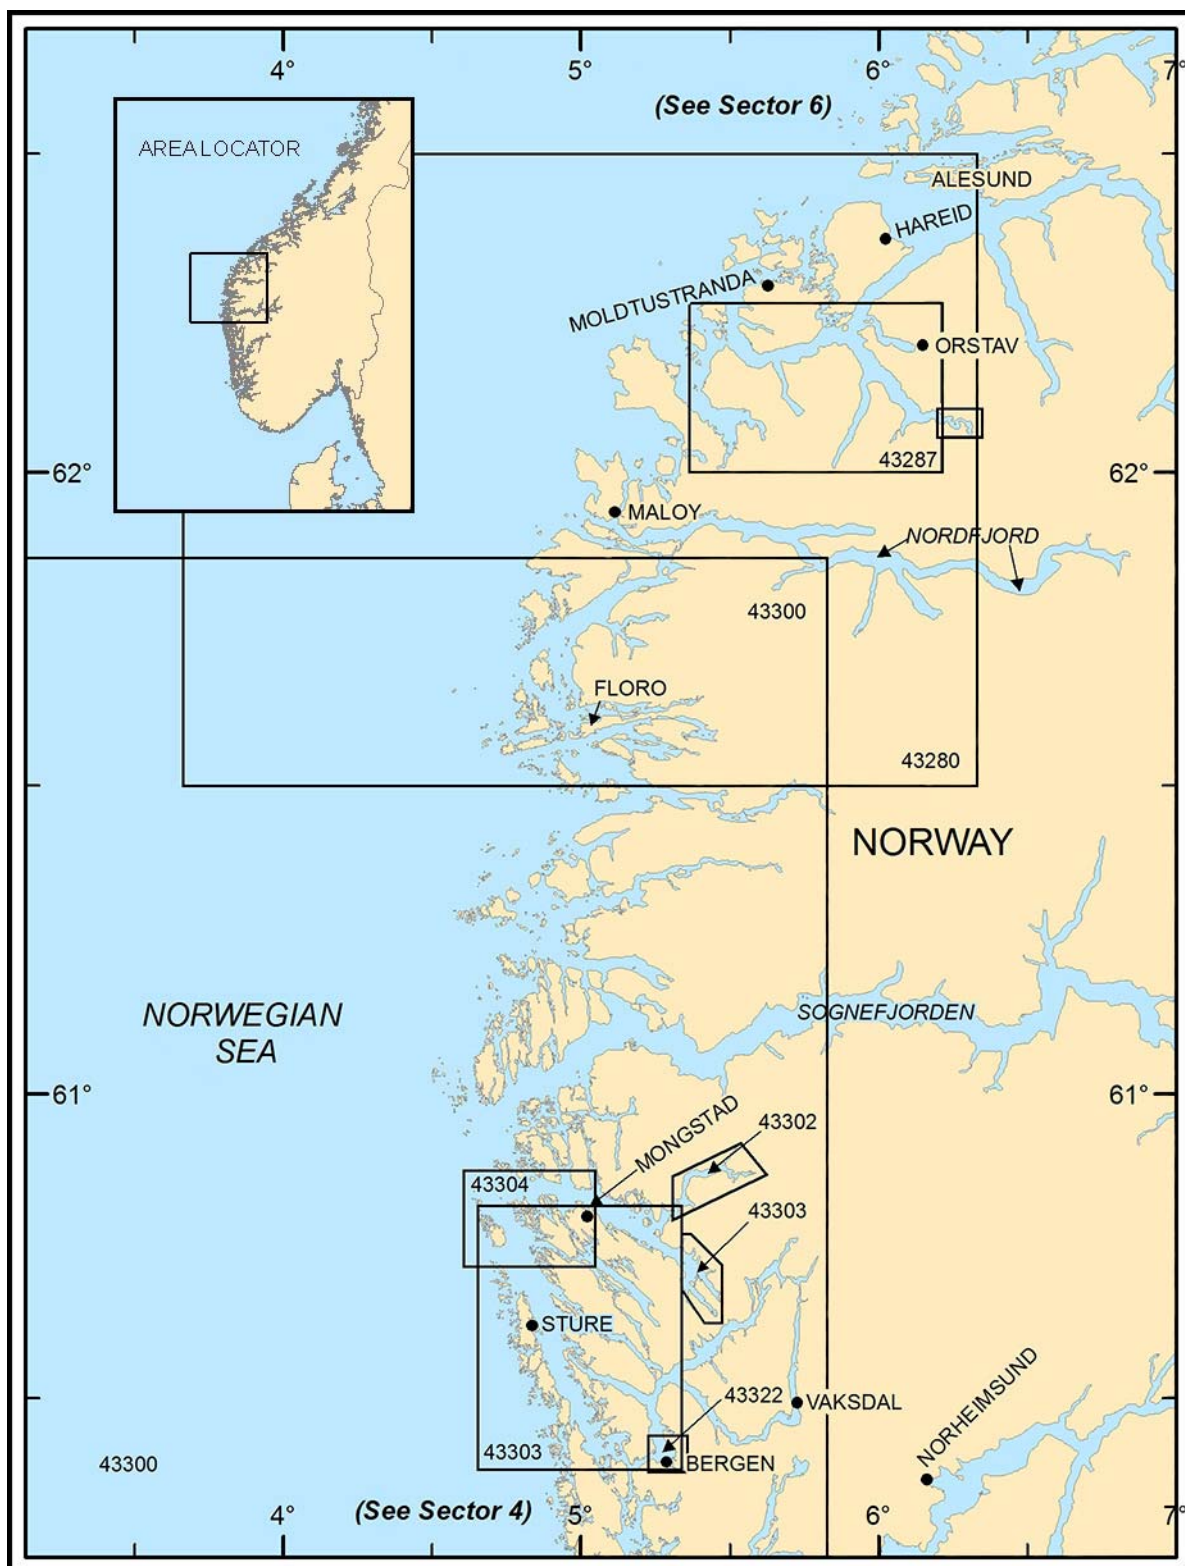 4°
5°
6°
7°
(See Sector 6)
AREA LOCATOR
ALESUND
HAREID
MOLDTUSTRANDA
ORSTAV
43287
62°
62°
MALOY
NORDFJORD
43300
FLORO
43280
NORWAY
NORWEGIAN
SEA
SOGNEFJORDEN
61°
61°
MONGSTAD
43302
43304
43303
STURE
43322
VAKSDAL
NORHEIMSUND
43303
BERGEN
43300
(See Sector 4)
4°
5°
6°
7°